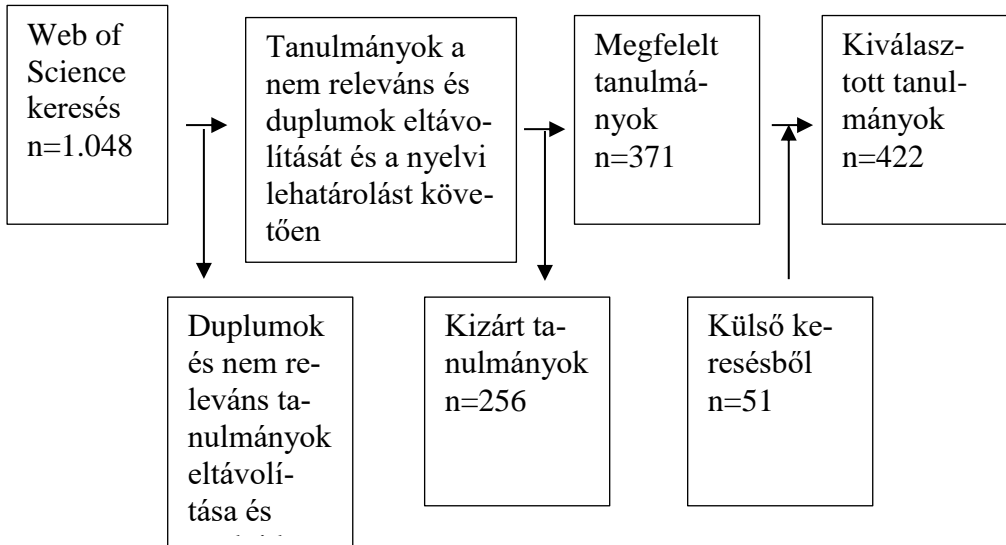 Web of
Science
keresés
n=1.048
Tanulmányok a
nem releváns és
duplumok eltávo-
lítását és a nyelvi
lehatárolást köve-
tően
Megfelelt
tanulmá-
nyok
n=371
Kiválasz-
tott tanul-
mányok
n=422
Duplumok
és nem re-
leváns ta-
nulmányok
eltávolí-
tása és
Kizárt ta-
nulmányok
n=256
Külső ke-
resésből
n=51